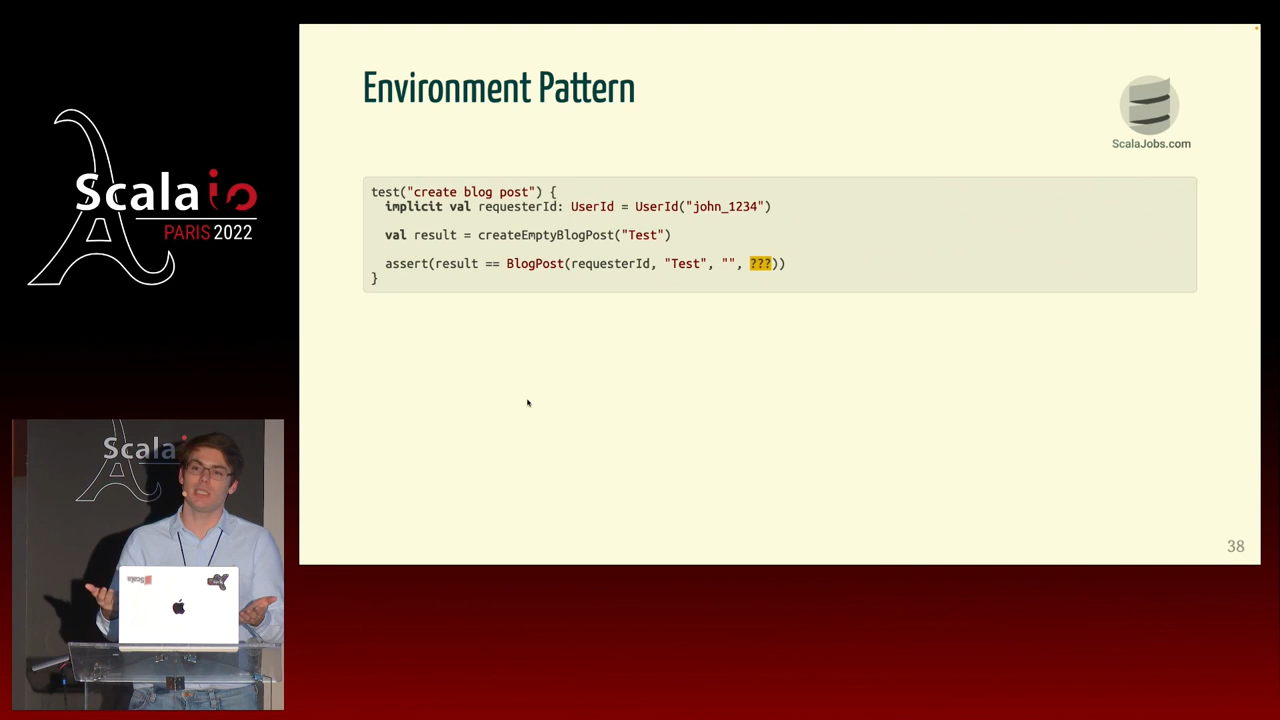 Environment Pattern
ScalaJobs.com
test("create blog post") {
implicit val requesterId: UserId = UserId("john_1234")
val result = createEmptyBlogPost("Test")
assert(result == BlogPost(requesterId, "Test", "", ???))
}
38
Scala io
PARIS 2022
Scala
Scala